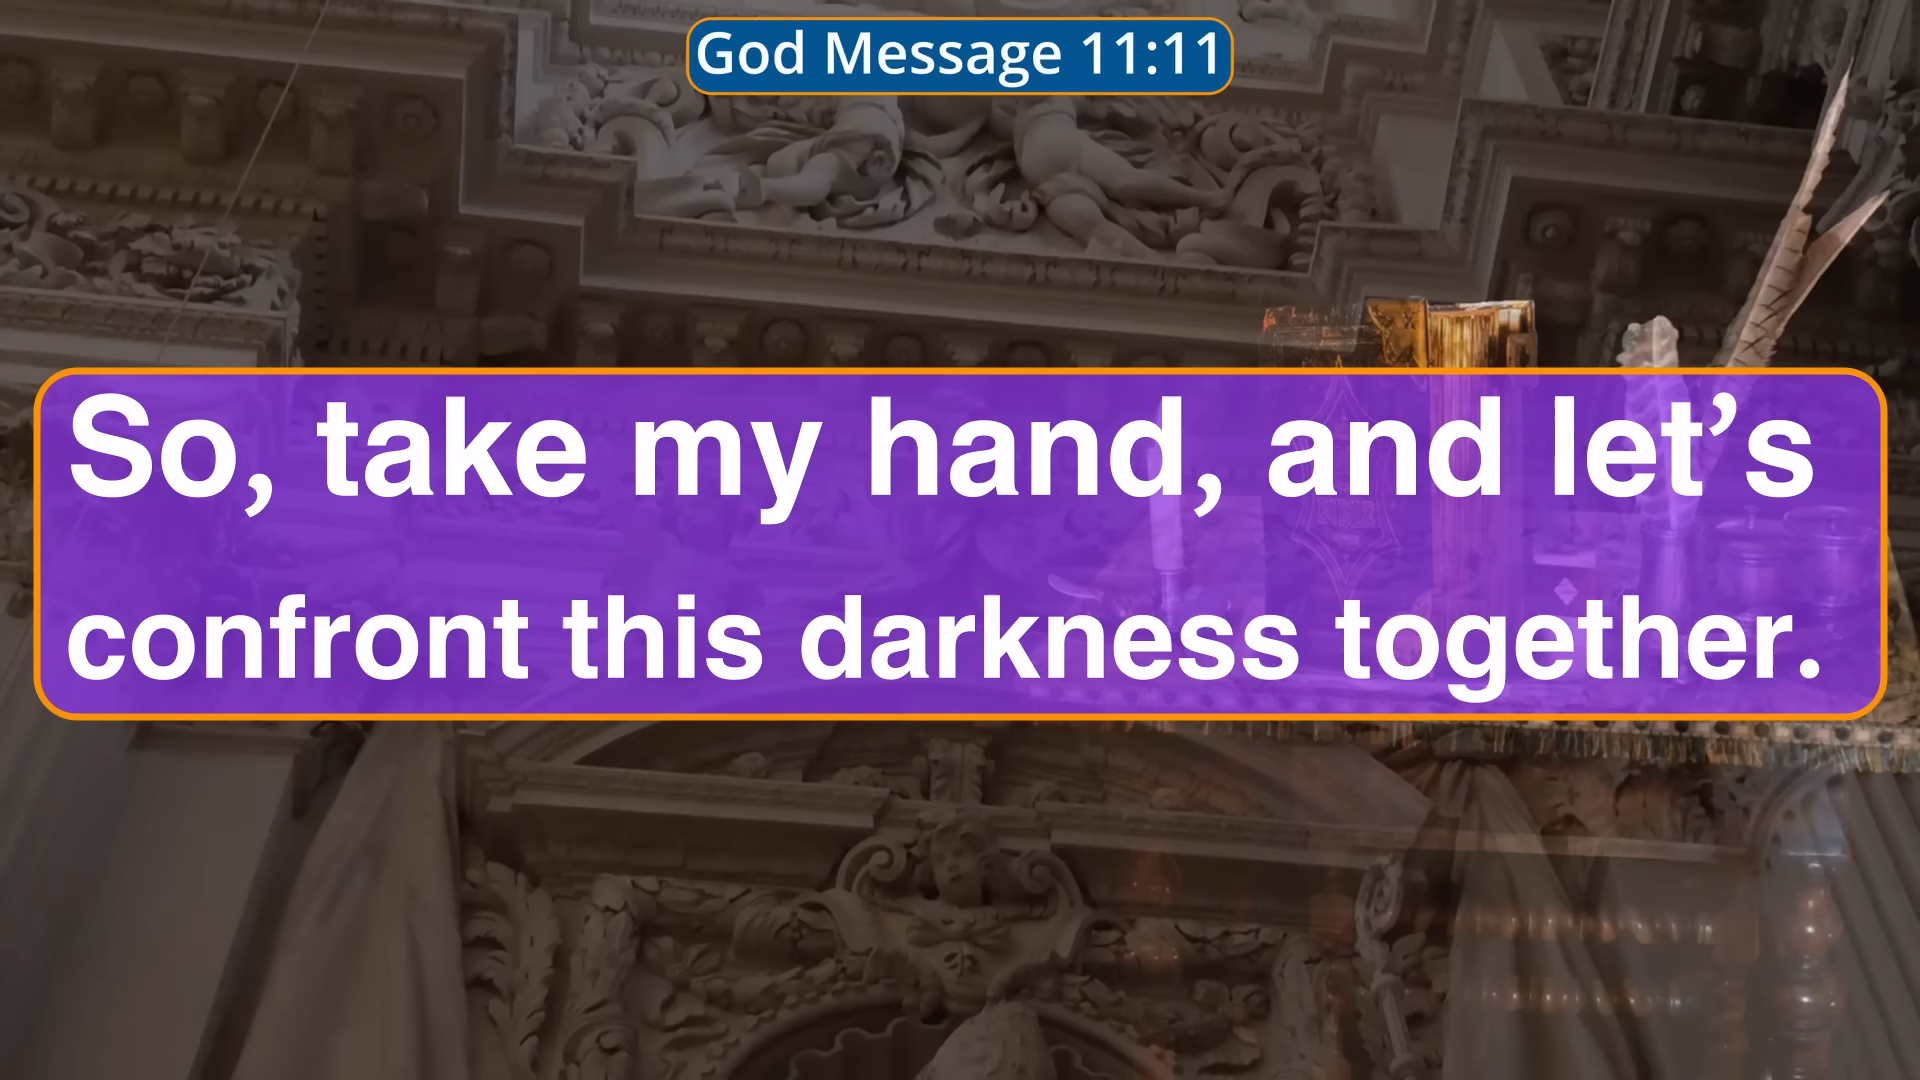 God Message 11:11
So, take my hand, and let’s
confront this darkness together.